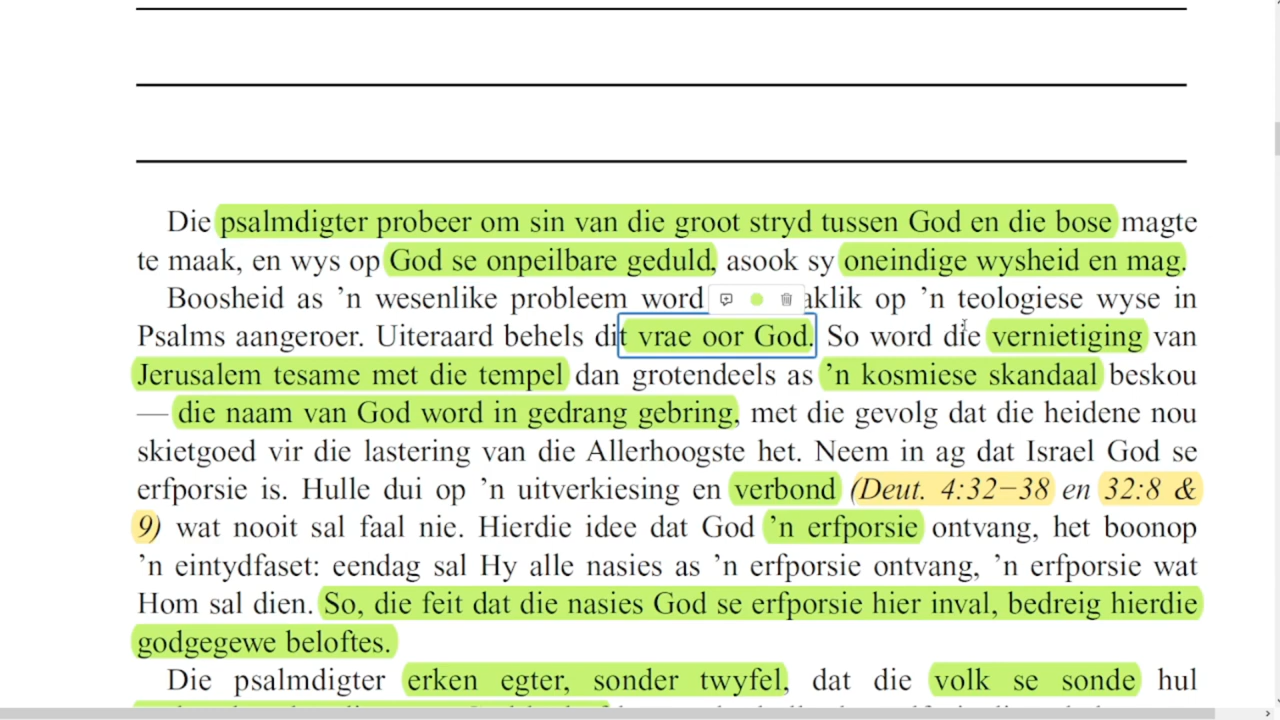 Die psalmdigter probeer om sin van die groot stryd tussen God en die bose magte
te maak, en wys op God se onpeilbare geduld, asook sy oneindige wysheid en mag.
Boosheid as ’n wesenlike probleem word aklik op ’n teologiese wyse in
Psalms aangeroer. Uiteraard behels dit vrae oor God. So word die vernietiging van
Jerusalem tesame met die tempel dan grotendeels as ’n kosmiese skandaal beskou
— die naam van God word in gedrang gebring, met die gevolg dat die heidene nou
skietgoed vir die lastering van die Allerhoogste het. Neem in ag dat Israel God se
erfporsie is. Hulle dui op ’n uitverkiesing en verbond (Deut. 4:32–38 en 32:8 &
9) wat nooit sal faal nie. Hierdie idee dat God ’n erfporsie ontvang, het boonop
’n eintydfaset: eendag sal Hy alle nasies as ’n erfporsie ontvang, ’n erfporsie wat
Hom sal dien. So, die feit dat die nasies God se erfporsie hier inval, bedreig hierdie
godgegewe beloftes.
Die psalmdigter erken egter, sonder twyfel, dat die volk se sonde hul